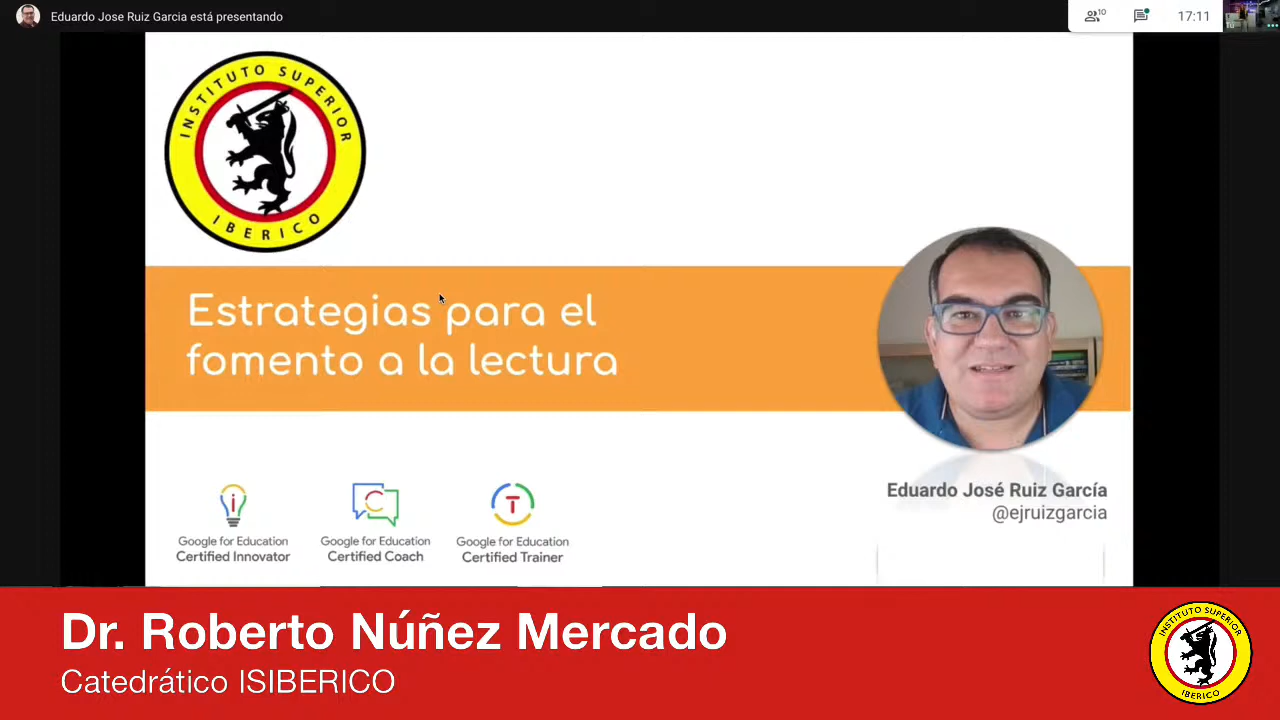 Eduardo Jose Ruiz Garcia está presentando
10
17:11
INSTITUTO SUPERIOR
IBERICO
Estrategias para el
fomento a la lectura
Eduardo José Ruiz García
@ejruizgarcia
i
C
T
Google for Education
Certified Innovator
Google for Education
Certified Coach
Google for Education
Certified Trainer
Dr. Roberto Núñez Mercado
Catedrático ISIBERICO
INSTITUTO SUPERIOR
IBERICO